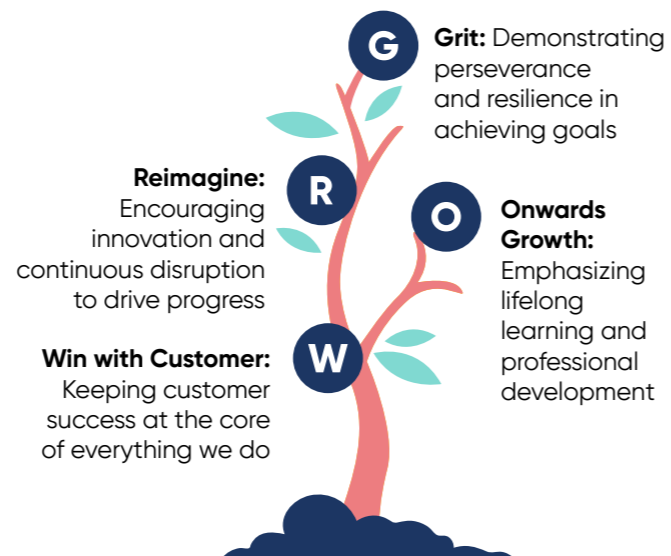 G
Grit: Demonstrating
perseverance
and resilience in
achieving goals
R
Reimagine:
Encouraging
innovation and
continuous disruption
to drive progress
O
Onwards
Growth:
Emphasizing
lifelong
learning and
professional
development
W
Win with Customer:
Keeping customer
success at the core
of everything we do